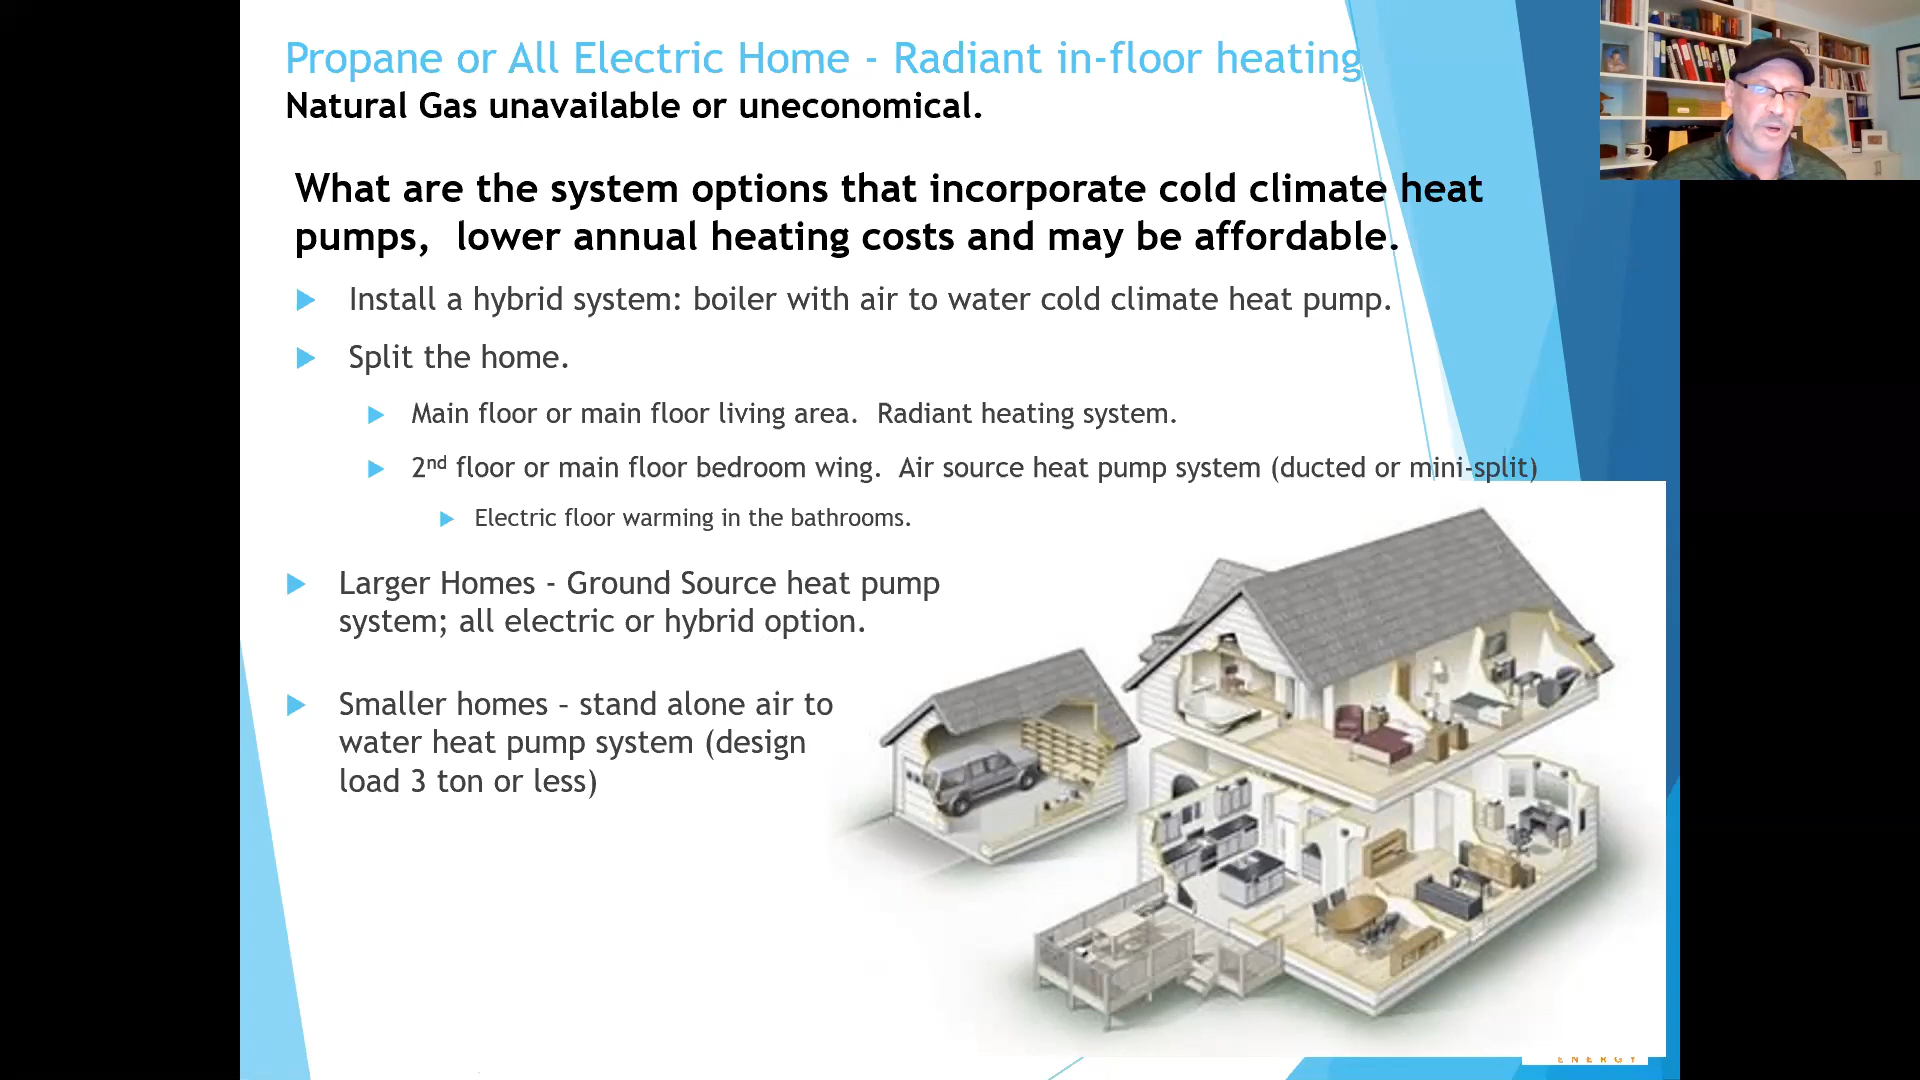 Propane or All Electric Home - Radiant in-floor heating
Natural Gas unavailable or uneconomical.
What are the system options that incorporate cold climate heat
pumps,  lower annual heating costs and may be affordable.
Install a hybrid system: boiler with air to water cold climate heat pump.
Split the home.
Main floor or main floor living area.  Radiant heating system.
2nd floor or main floor bedroom wing.  Air source heat pump system (ducted or mini-split)
Electric floor warming in the bathrooms.
Larger Homes - Ground Source heat pump
system; all electric or hybrid option.
Smaller homes – stand alone air to
water heat pump system (design
load 3 ton or less)
ENERGY